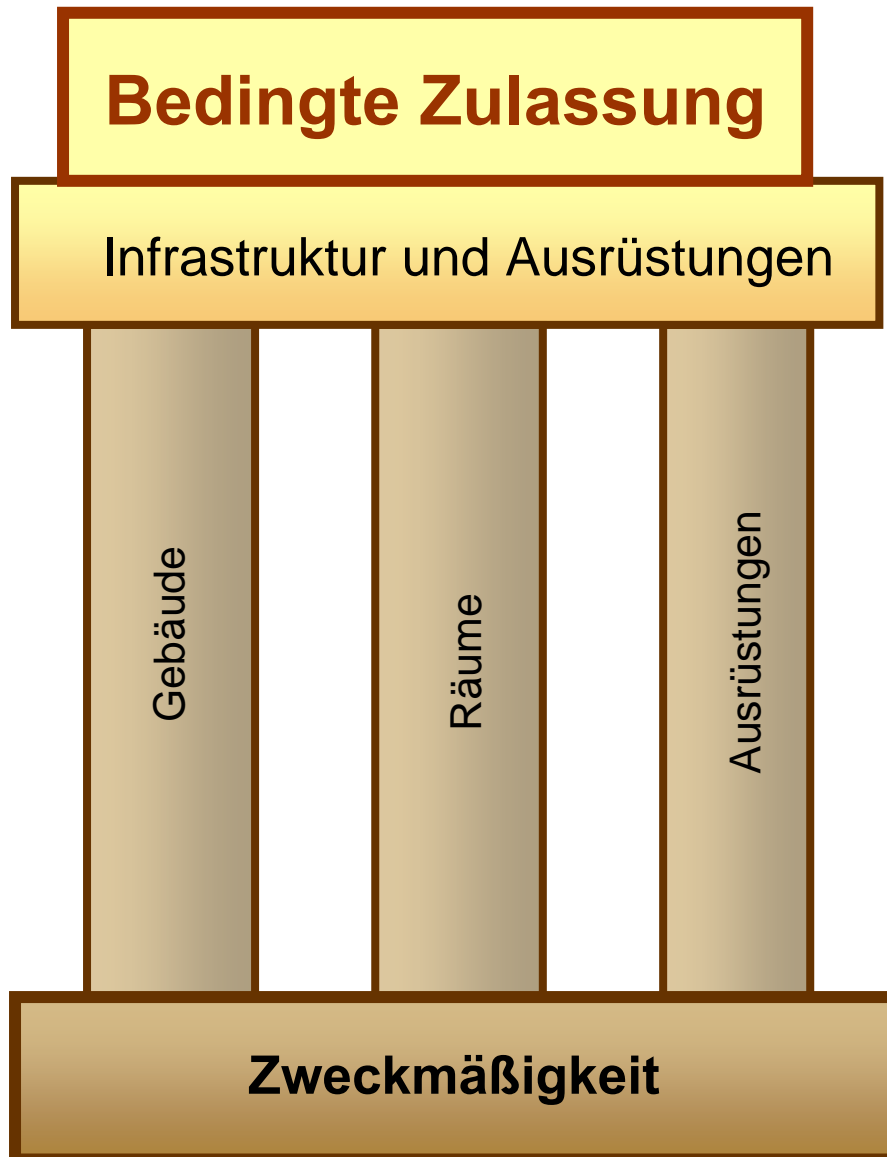 Bedingte Zulassung
Infrastruktur und Ausrüstungen
Gebäude
Räume
Ausrüstungen
Zweckmäßigkeit